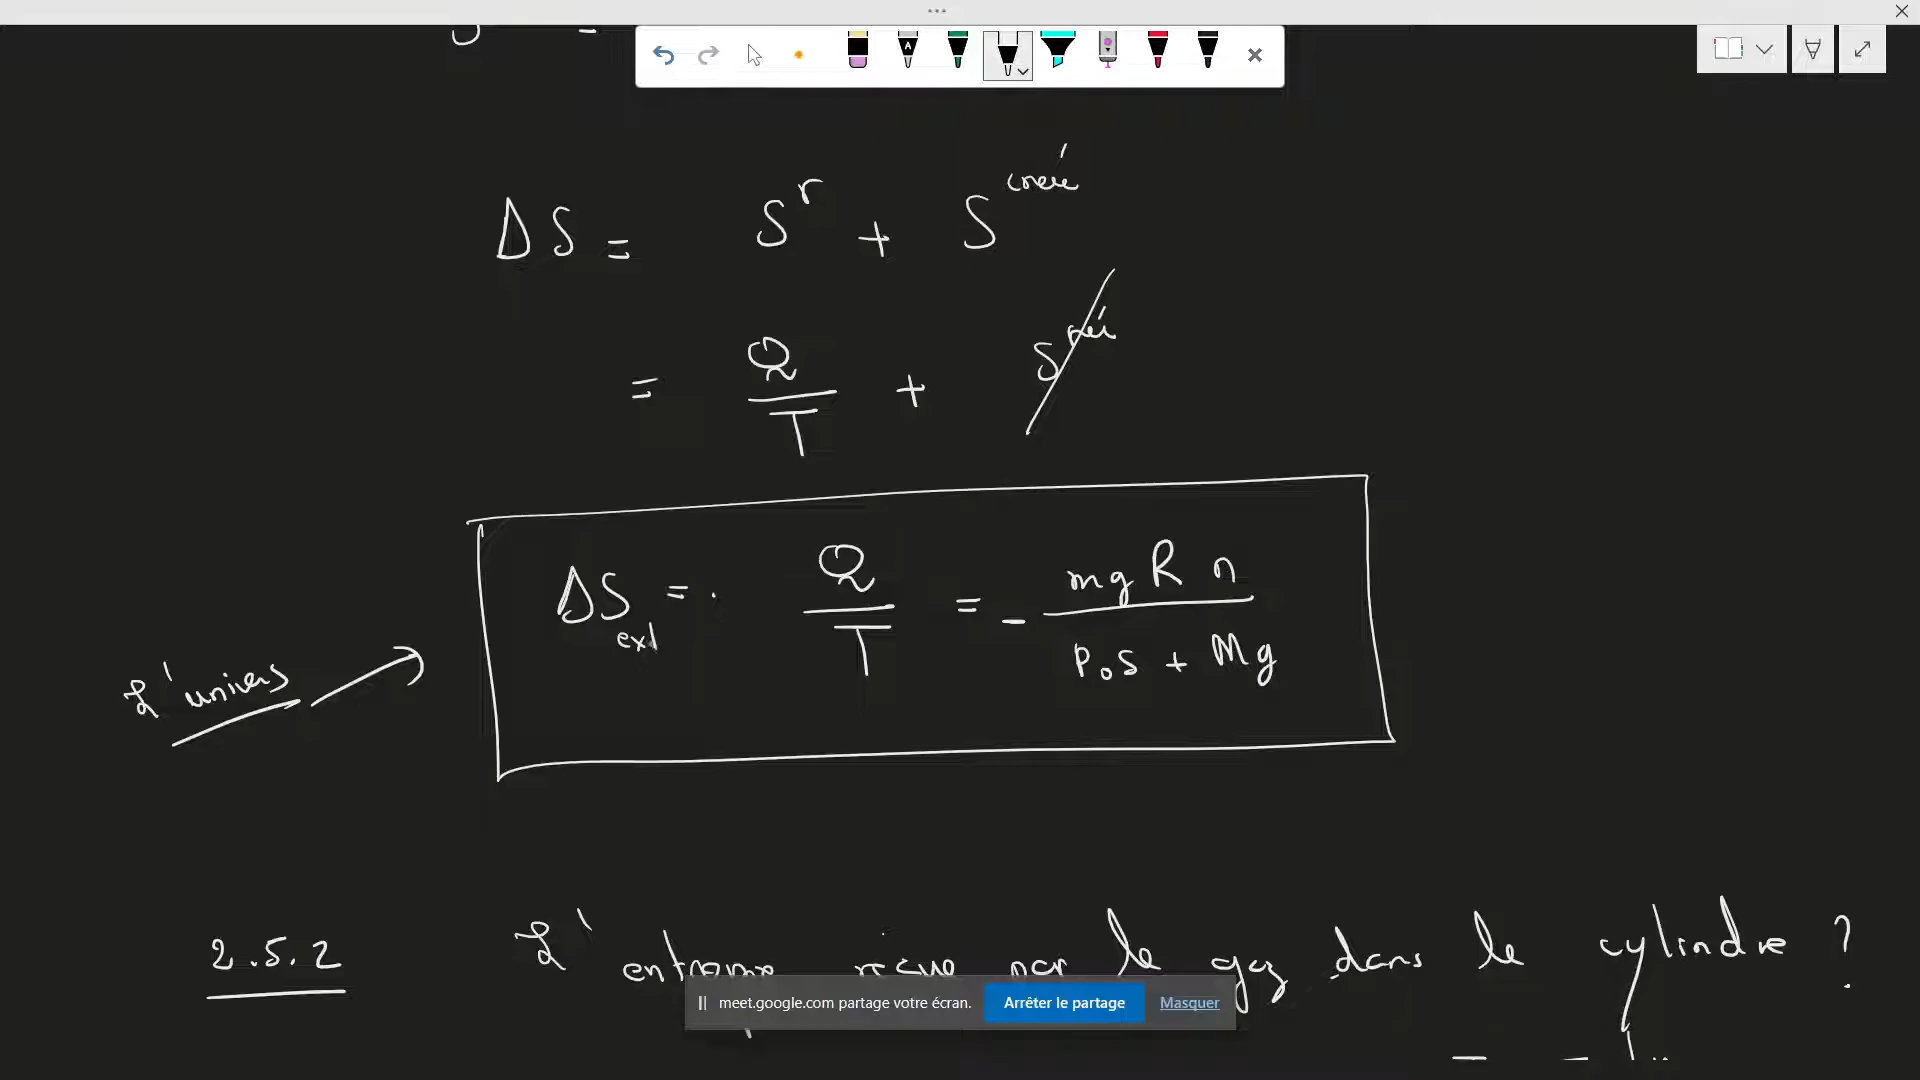 ΔS = S^r + S^créé
= Q/T + S^créé
ΔS_ext = . Q/T = - mgRn / (P₀S + Mg)
L'univers
2.5.2 L'entropie reçue par le gaz dans le cylindre ?
|| meet.google.com partage votre écran. Arrêter le partage Masquer